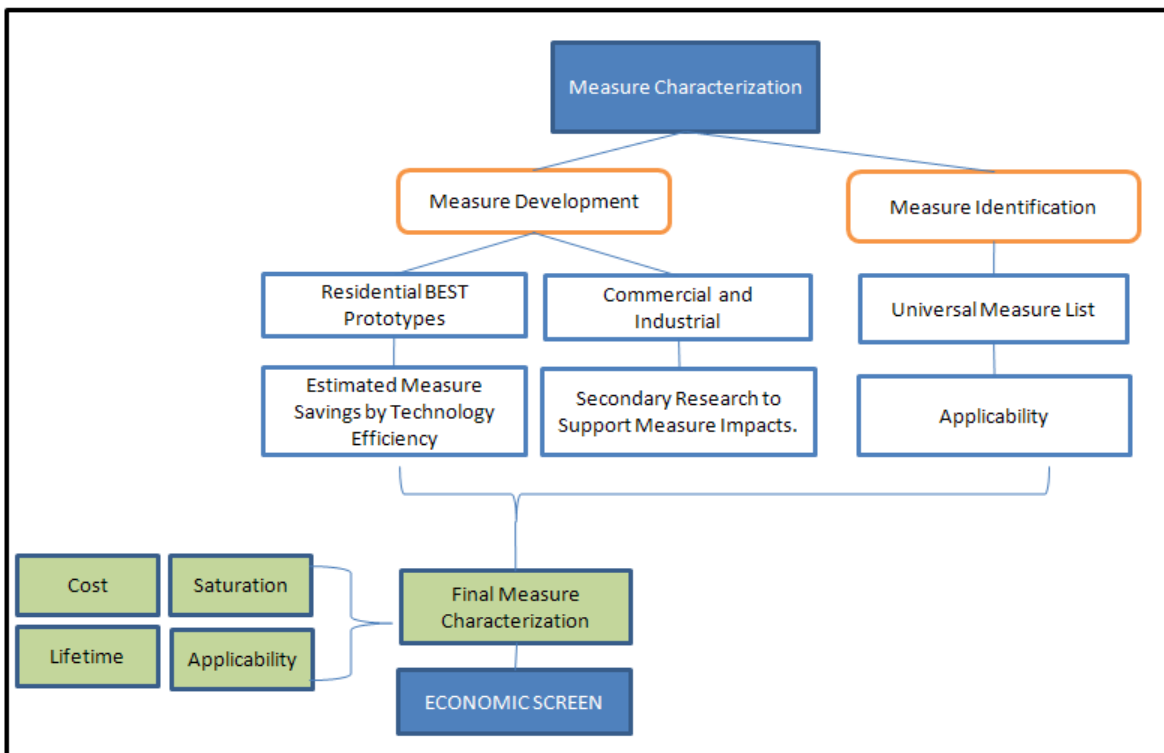 Measure Characterization
Measure Development
Measure Identification
Residential BEST
Prototypes
Commercial and
Industrial
Universal Measure List
Estimated Measure
Savings by Technology
Efficiency
Secondary Research to
Support Measure Impacts.
Applicability
Cost
Saturation
Final Measure
Characterization
Lifetime
Applicability
ECONOMIC SCREEN